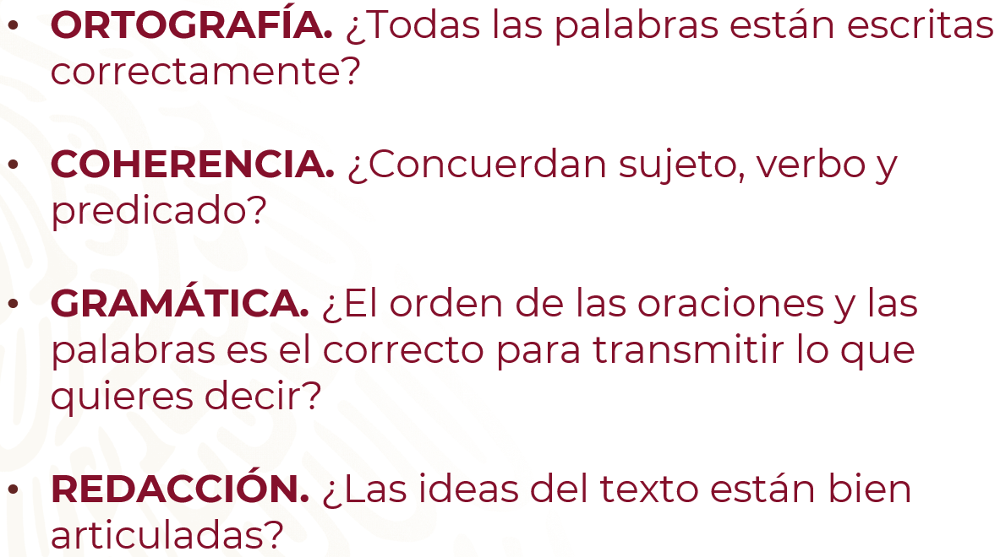 • ORTOGRAFÍA. ¿Todas las palabras están escritas
correctamente?
• COHERENCIA. ¿Concuerdan sujeto, verbo y
predicado?
• GRAMÁTICA. ¿El orden de las oraciones y las
palabras es el correcto para transmitir lo que
quieres decir?
• REDACCIÓN. ¿Las ideas del texto están bien
articuladas?